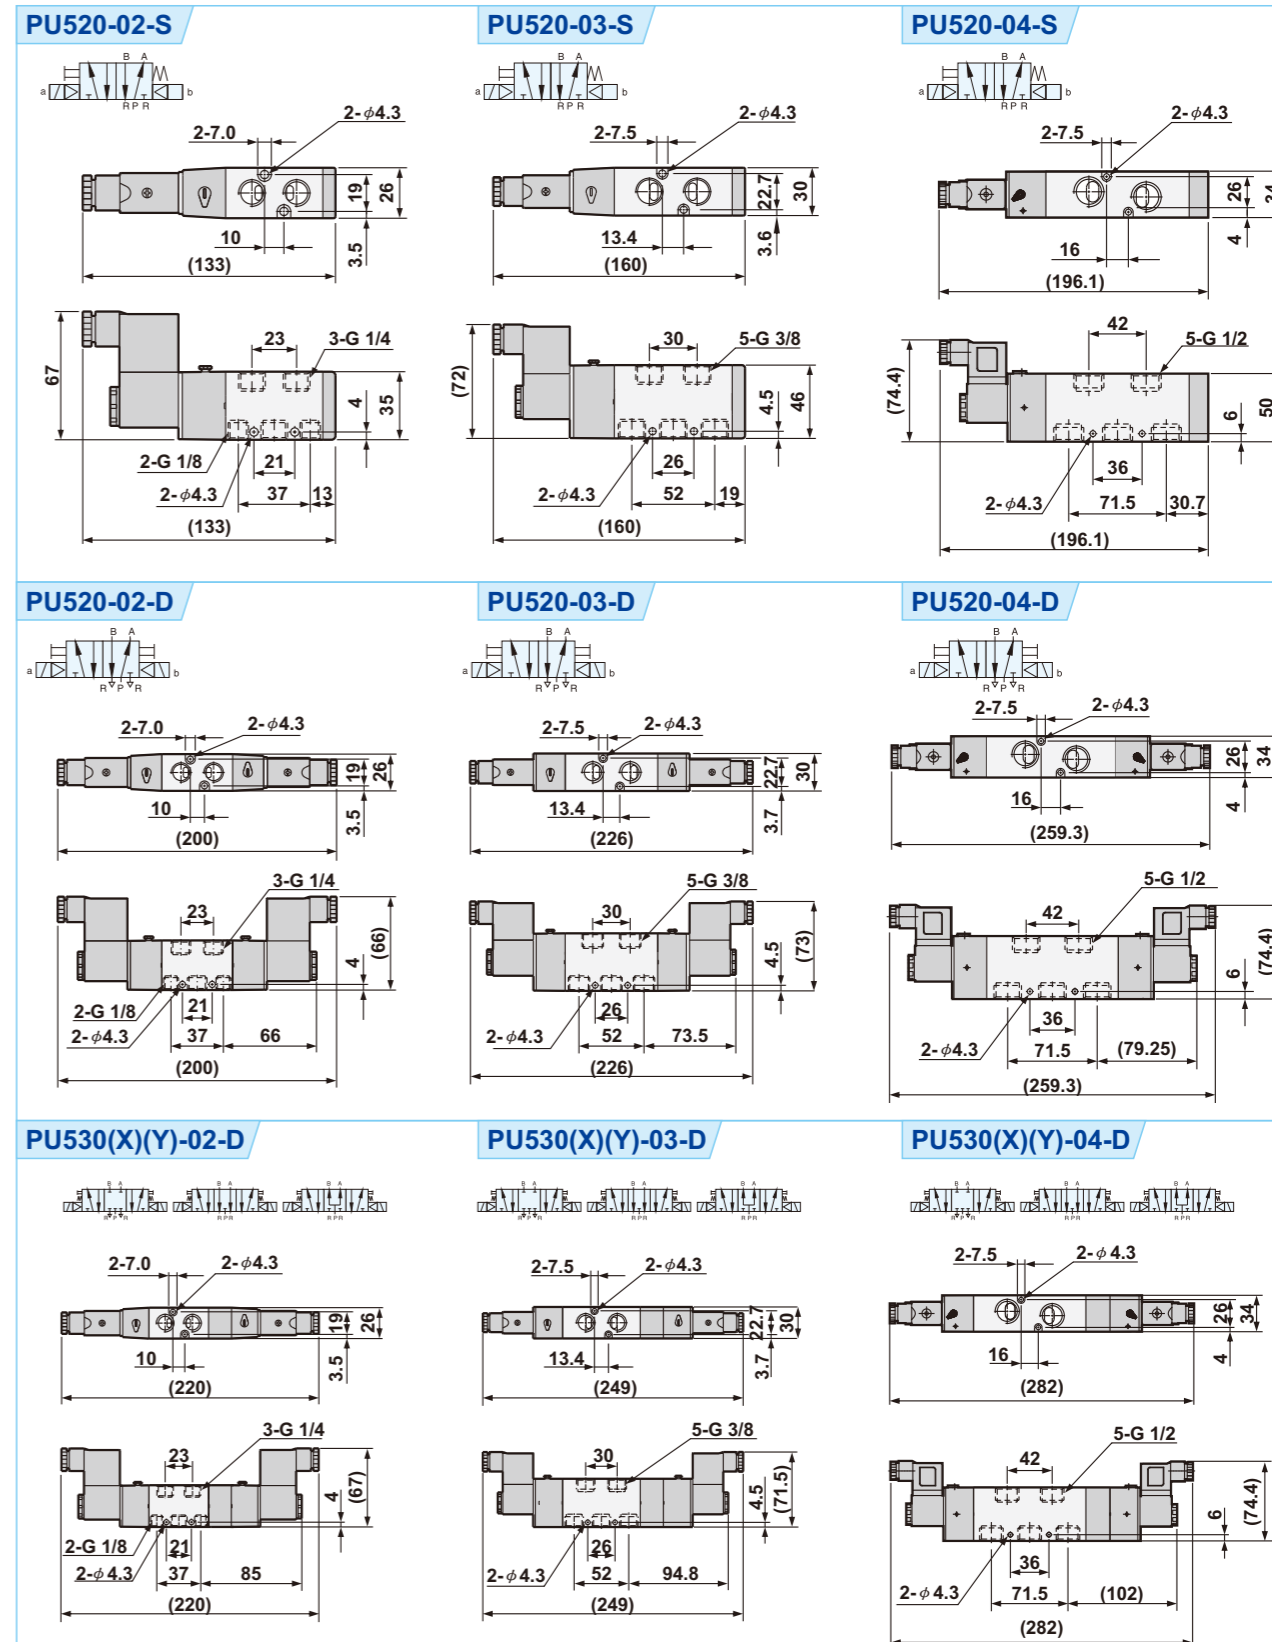 PU520-02-S
B A
a b
R P R
2-7.0
2-φ4.3
19
26
10
3.5
(133)
67
23
3-G 1/4
4
35
2-G 1/8
21
2-φ4.3
37
13
(133)
PU520-03-S
B A
a b
R P R
2-7.5
2-φ4.3
22.7
30
13.4
3.6
(160)
(72)
30
5-G 3/8
4.5
46
26
2-φ4.3
52
19
(160)
PU520-04-S
B A
a b
R P R
2-7.5
2-φ4.3
26
34
16
4
(196.1)
(74.4)
42
5-G 1/2
6
50
36
2-φ4.3
71.5
30.7
(196.1)
PU520-02-D
B A
a b
R P R
2-7.0
2-φ4.3
19
26
10
3.5
(200)
23
3-G 1/4
4
(66)
2-G 1/8
21
2-φ4.3
37
66
(200)
PU520-03-D
B A
a b
R P R
2-7.5
2-φ4.3
22.7
30
13.4
3.7
(226)
30
5-G 3/8
4.5
(73)
26
2-φ4.3
52
73.5
(226)
PU520-04-D
B A
a b
R P R
2-7.5
2-φ4.3
26
34
16
4
(259.3)
42
5-G 1/2
6
(74.4)
36
2-φ4.3
71.5
(79.25)
(259.3)
PU530(X)(Y)-02-D
B A
R P R
B A
R P R
B A
R P R
2-7.0
2-φ4.3
19
26
10
3.5
(220)
23
3-G 1/4
4
(67)
2-G 1/8
21
2-φ4.3
37
85
(220)
PU530(X)(Y)-03-D
B A
R P R
B A
R P R
B A
R P R
2-7.5
2-φ4.3
22.7
30
13.4
3.7
(249)
30
5-G 3/8
4.5
(71.5)
26
2-φ4.3
52
94.8
(249)
PU530(X)(Y)-04-D
B A
R P R
B A
R P R
B A
R P R
2-7.5
2-φ4.3
26
34
16
4
(282)
42
5-G 1/2
6
(74.4)
36
2-φ4.3
71.5
(102)
(282)